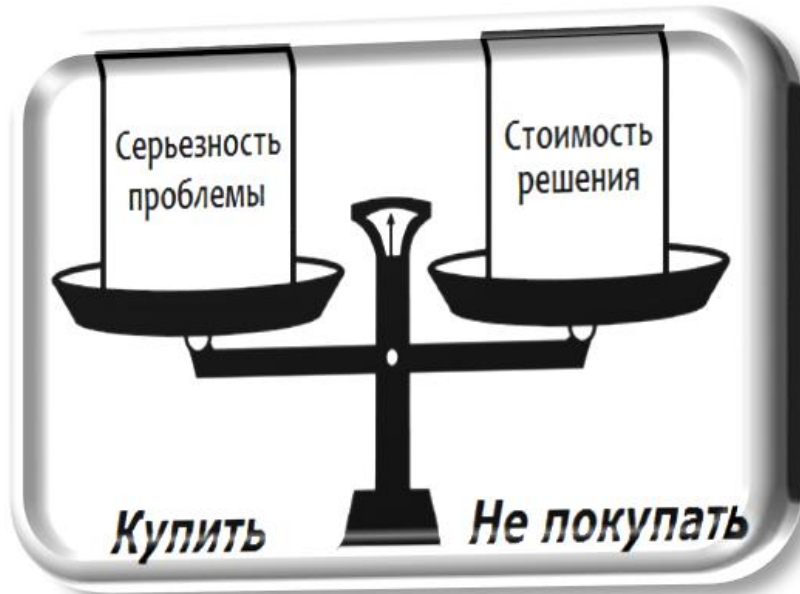 Серьезность
проблемы
Стоимость
решения
Купить
Не покупать